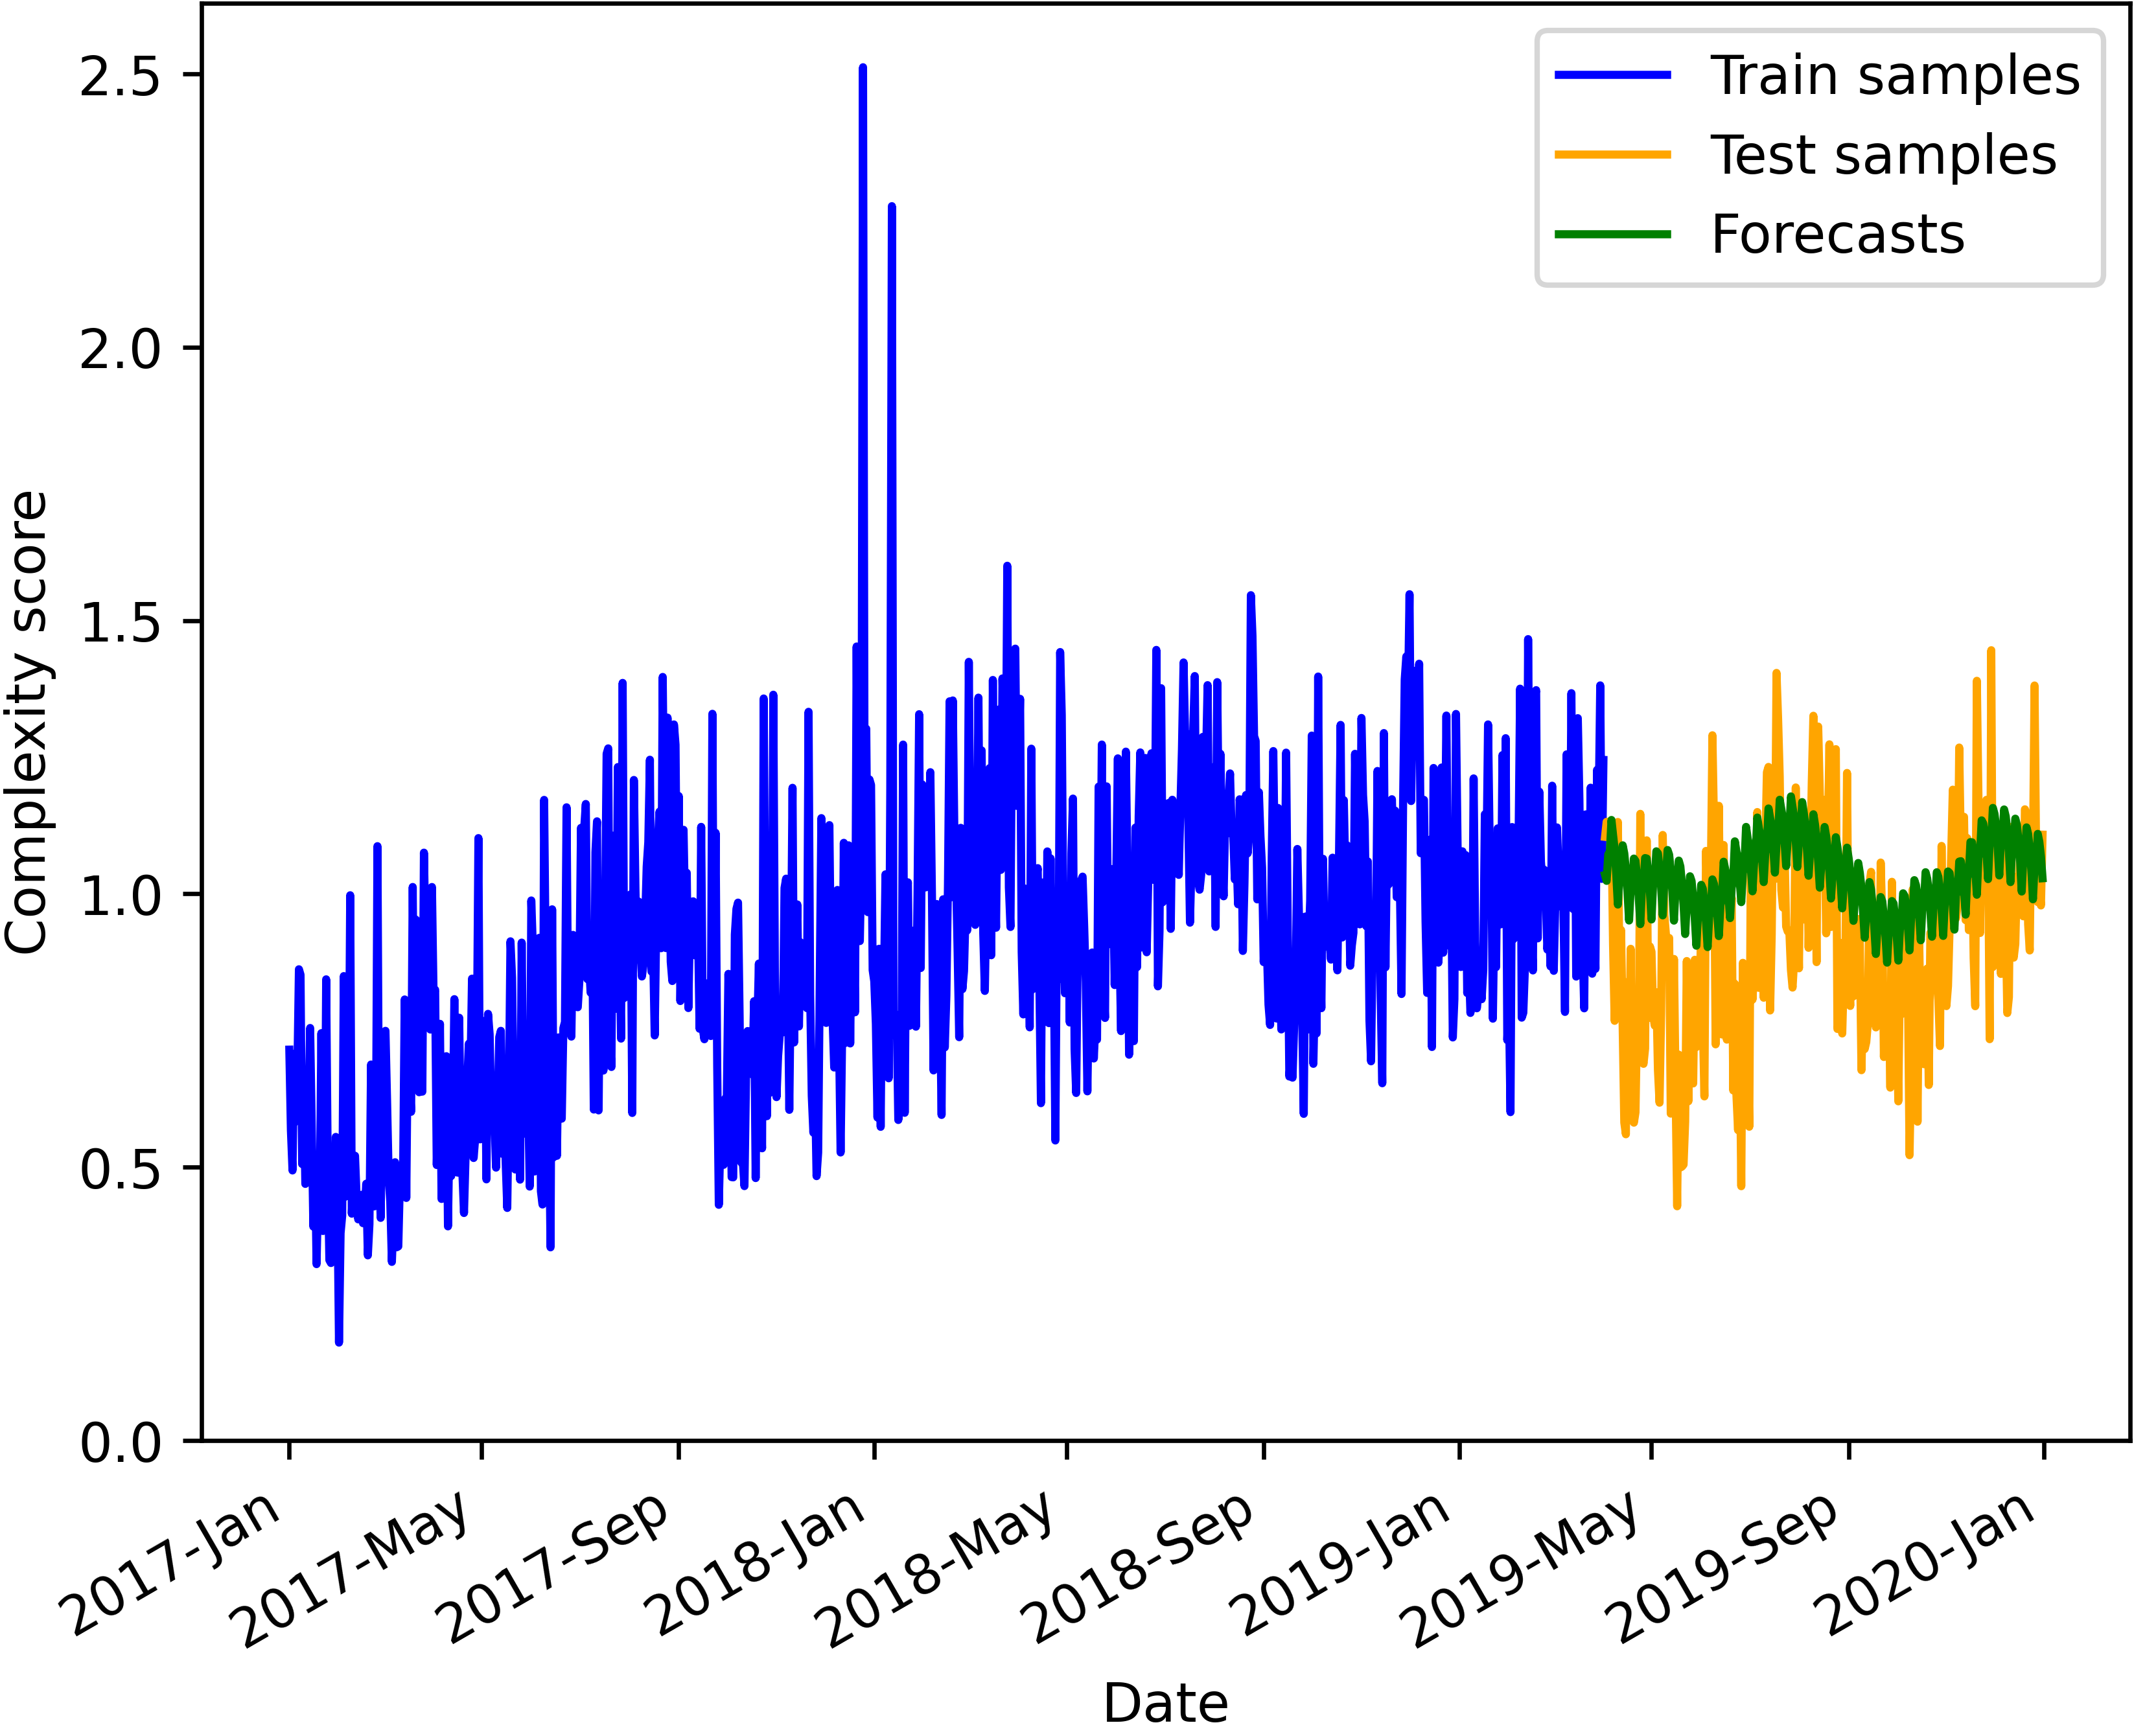 Train samples
Test samples
Forecasts
2.5
2.0
1.5
1.0
0.5
0.0
Complexity score
2017-Jan
2017-May
2017-Sep
2018-Jan
2018-May
2018-Sep
2019-Jan
2019-May
2019-Sep
2020-Jan
Date